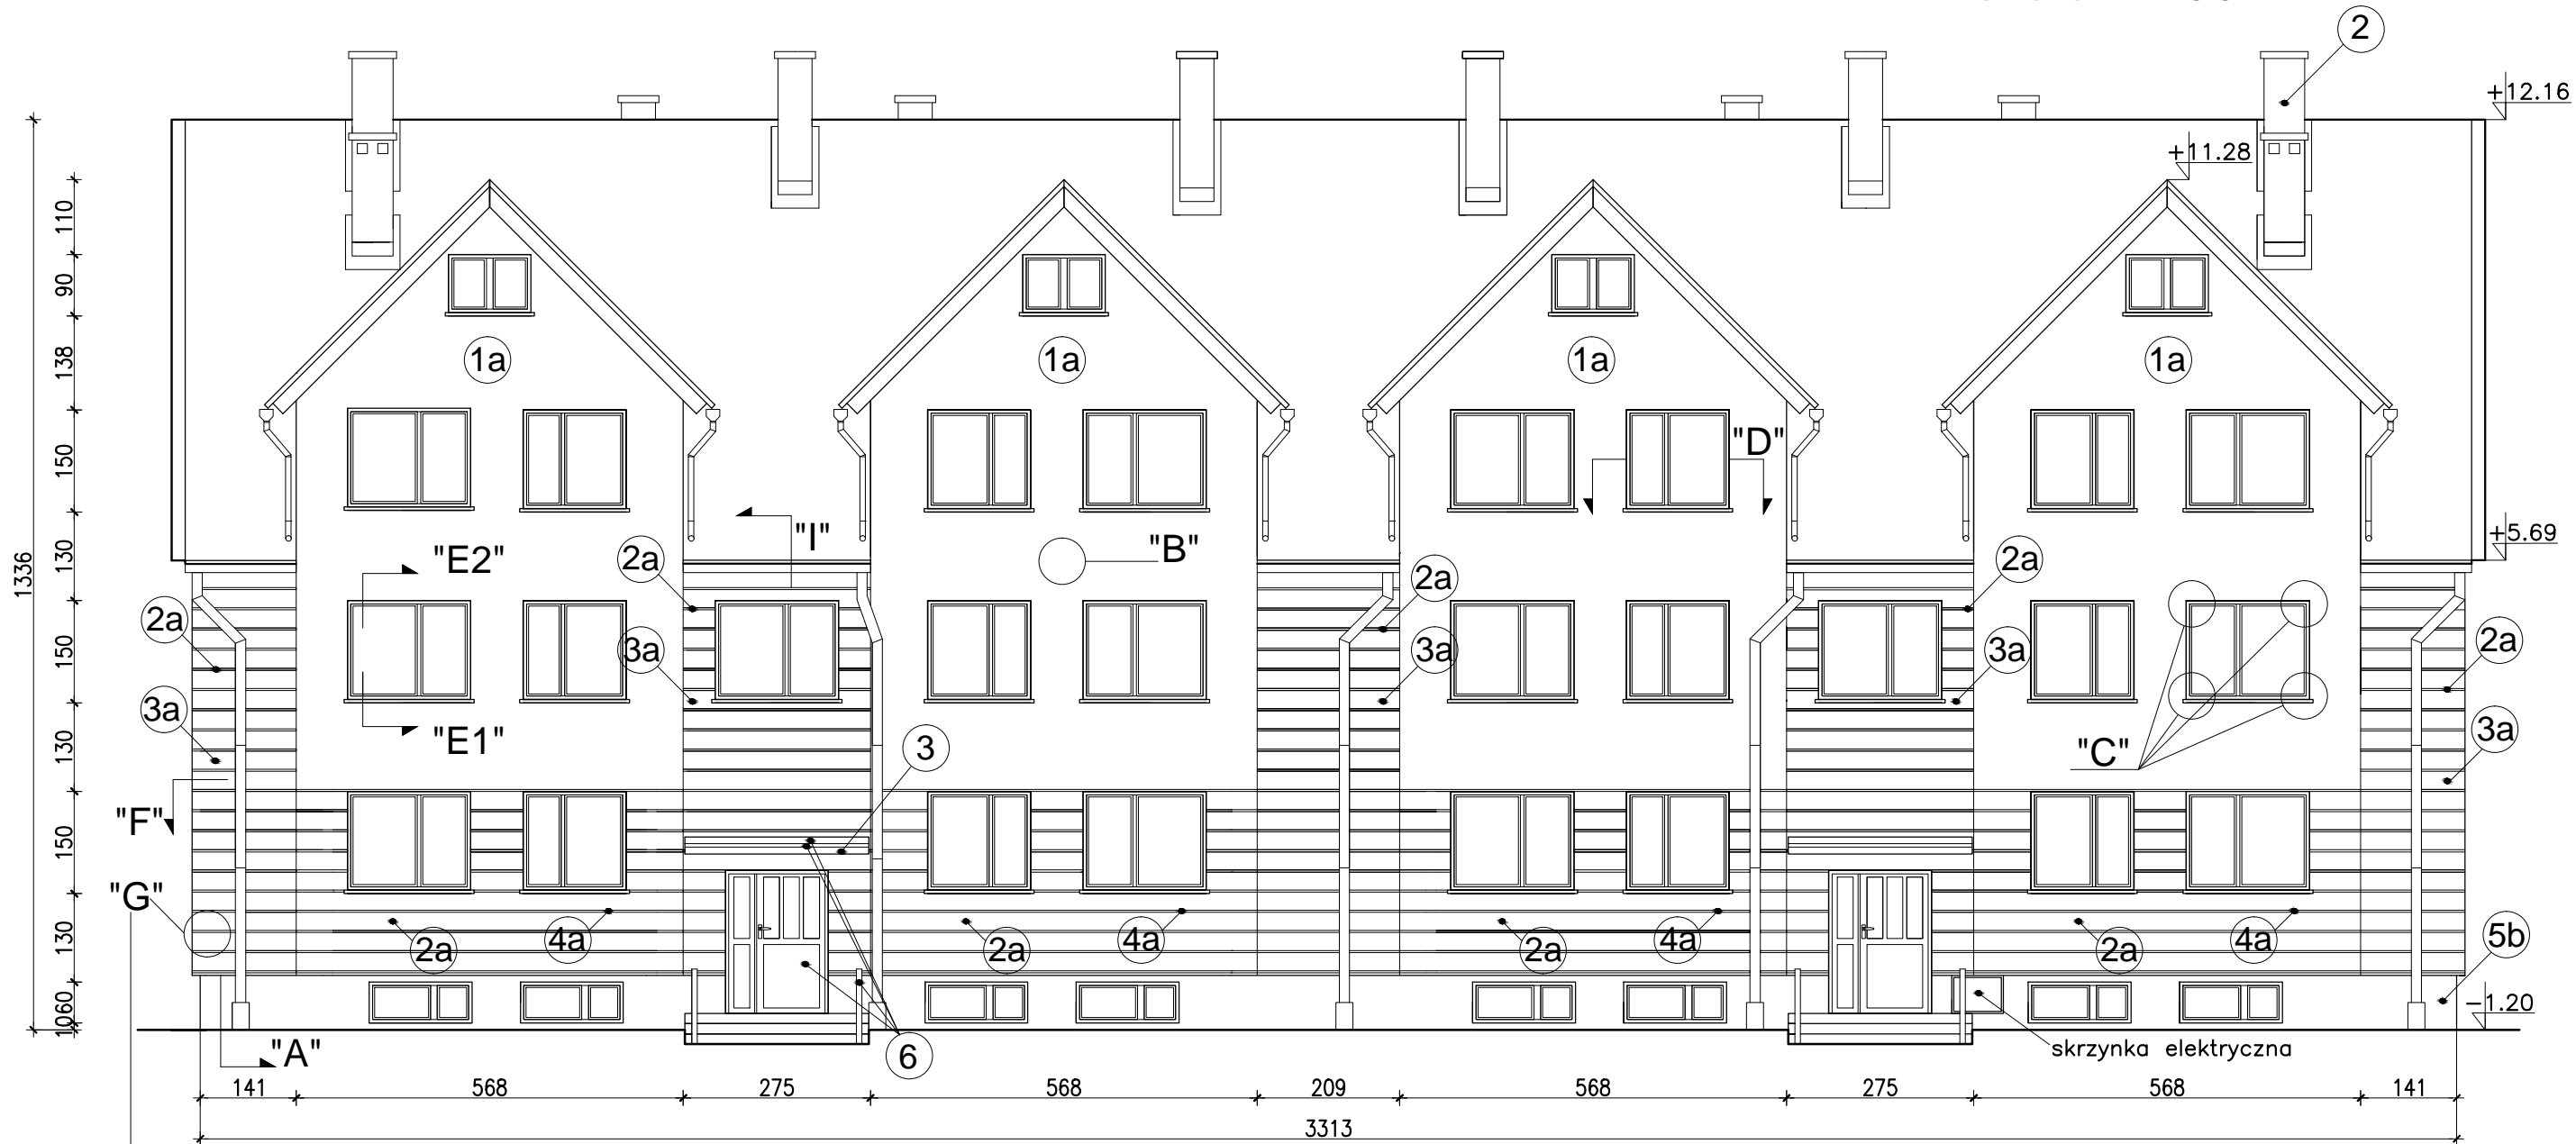 2
+12.16
+11.28
110
90
138
1a 1a 1a 1a
150
"D"
"I"
+5.69
"E2" 2a "B" 2a 2a
130
1336
2a 3a 3a 3a 2a
150
3a 3a
"E1" 3 "C"
130
"F"
150
"G"
2a 4a 2a 4a 2a 4a 2a 4a 5b
130
1060
-1.20
"A" 6 skrzynka elektryczna
141 568 275 568 209 568 275 568 141
3313